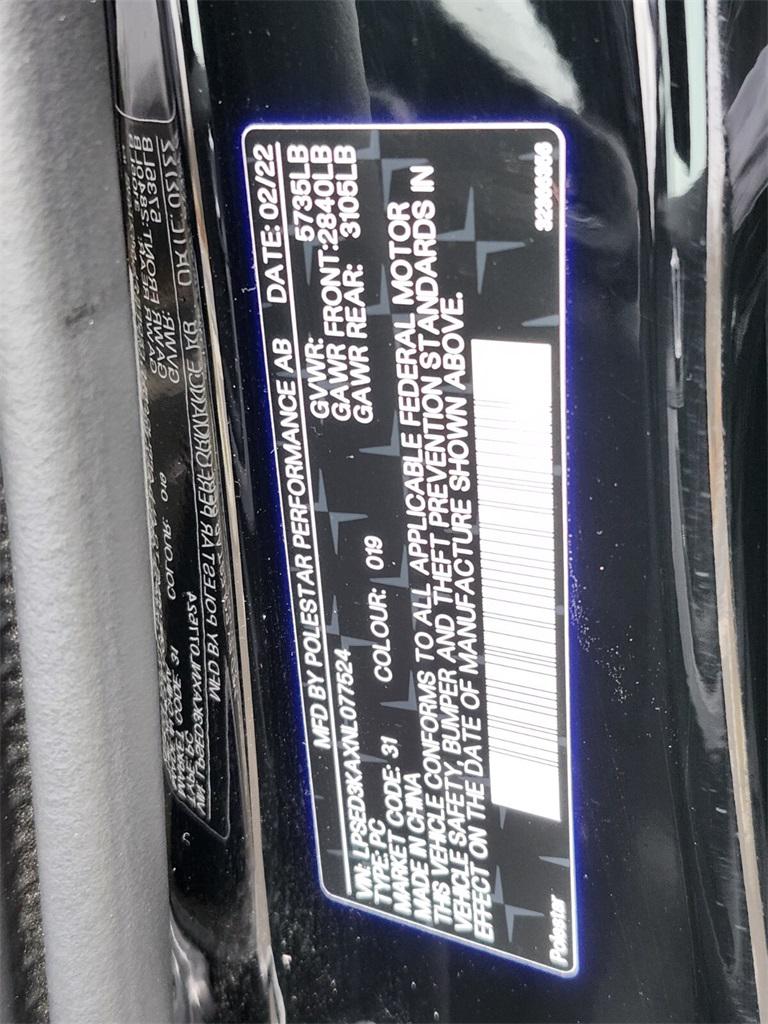 MFD BY POLESTAR PERFORMANCE AB DATE: 02/22
VIN: LPSED3KAXNL077524 GVWR: 5735LB
TYPE: PC GAWR FRONT: 2840LB
MARKET CODE: 31 COLOUR: 019 GAWR REAR: 3105LB
MADE IN CHINA
THIS VEHICLE CONFORMS TO ALL APPLICABLE FEDERAL MOTOR
VEHICLE SAFETY, BUMPER AND THEFT PREVENTION STANDARDS IN
EFFECT ON THE DATE OF MANUFACTURE SHOWN ABOVE.
Polestar